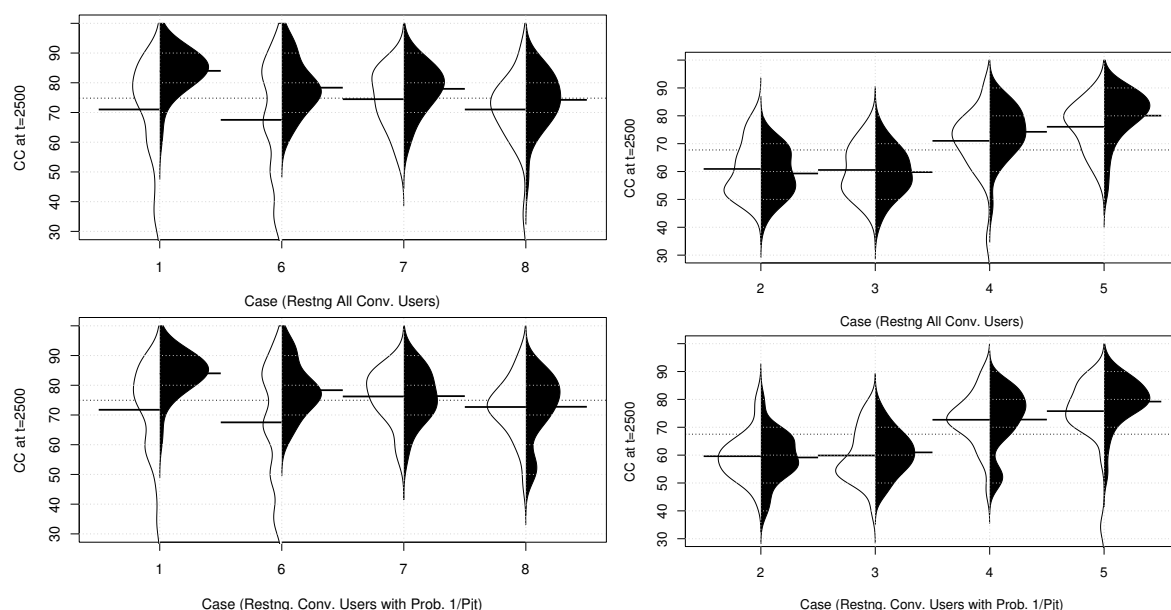 CC at t=2500
90
80
70
60
50
40
30
1 6 7 8
Case (Restng All Conv. Users)
CC at t=2500
90
80
70
60
50
40
30
2 3 4 5
Case (Restng All Conv. Users)
CC at t=2500
90
80
70
60
50
40
30
1 6 7 8
Case (Restng. Conv. Users with Prob. 1/Pjt)
CC at t=2500
90
80
70
60
50
40
30
2 3 4 5
Case (Restng. Conv. Users with Prob. 1/Pjt)